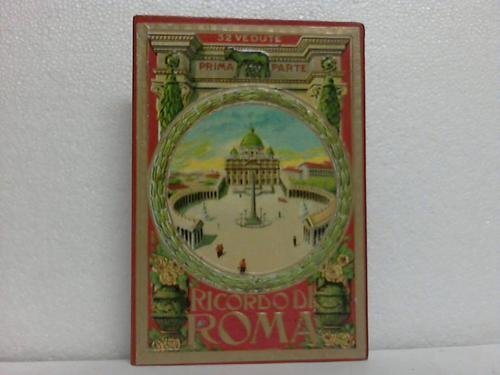 32 VEDUTE
PRIMA PARTE
RICORDO DI
ROMA